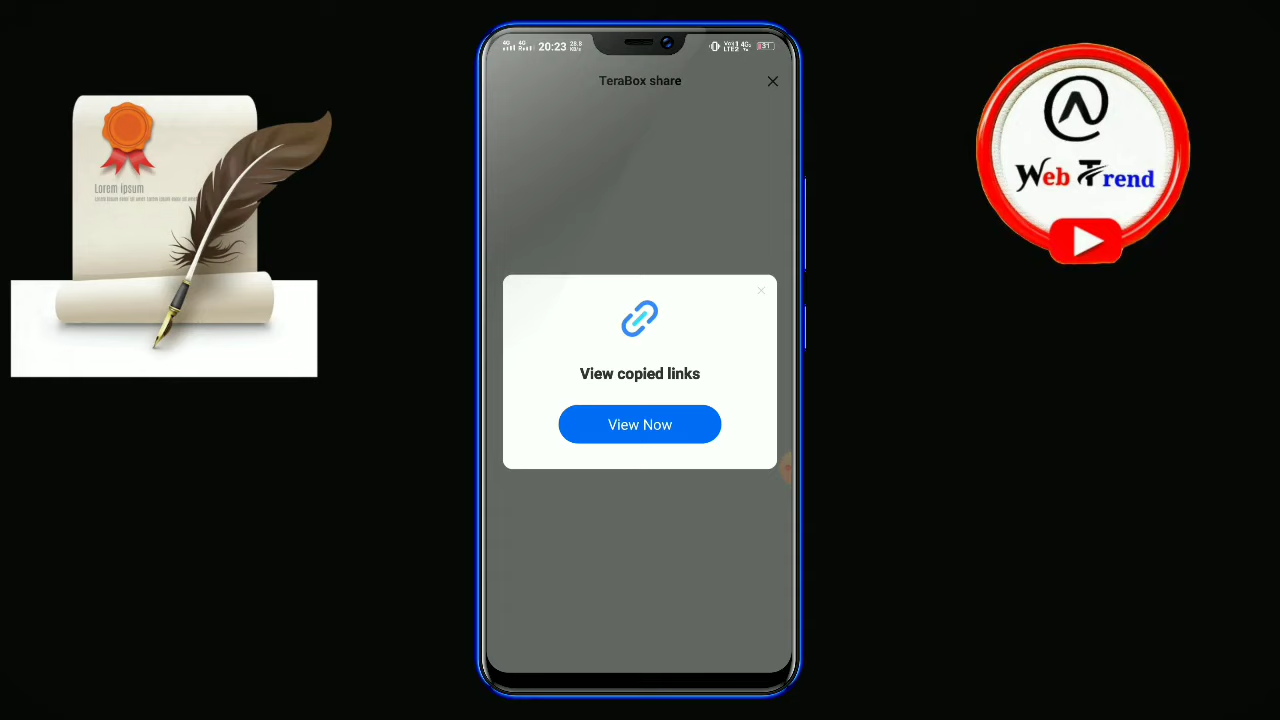 20:23
TeraBox share
View copied links
View Now
Lorem ipsum
Web Trend